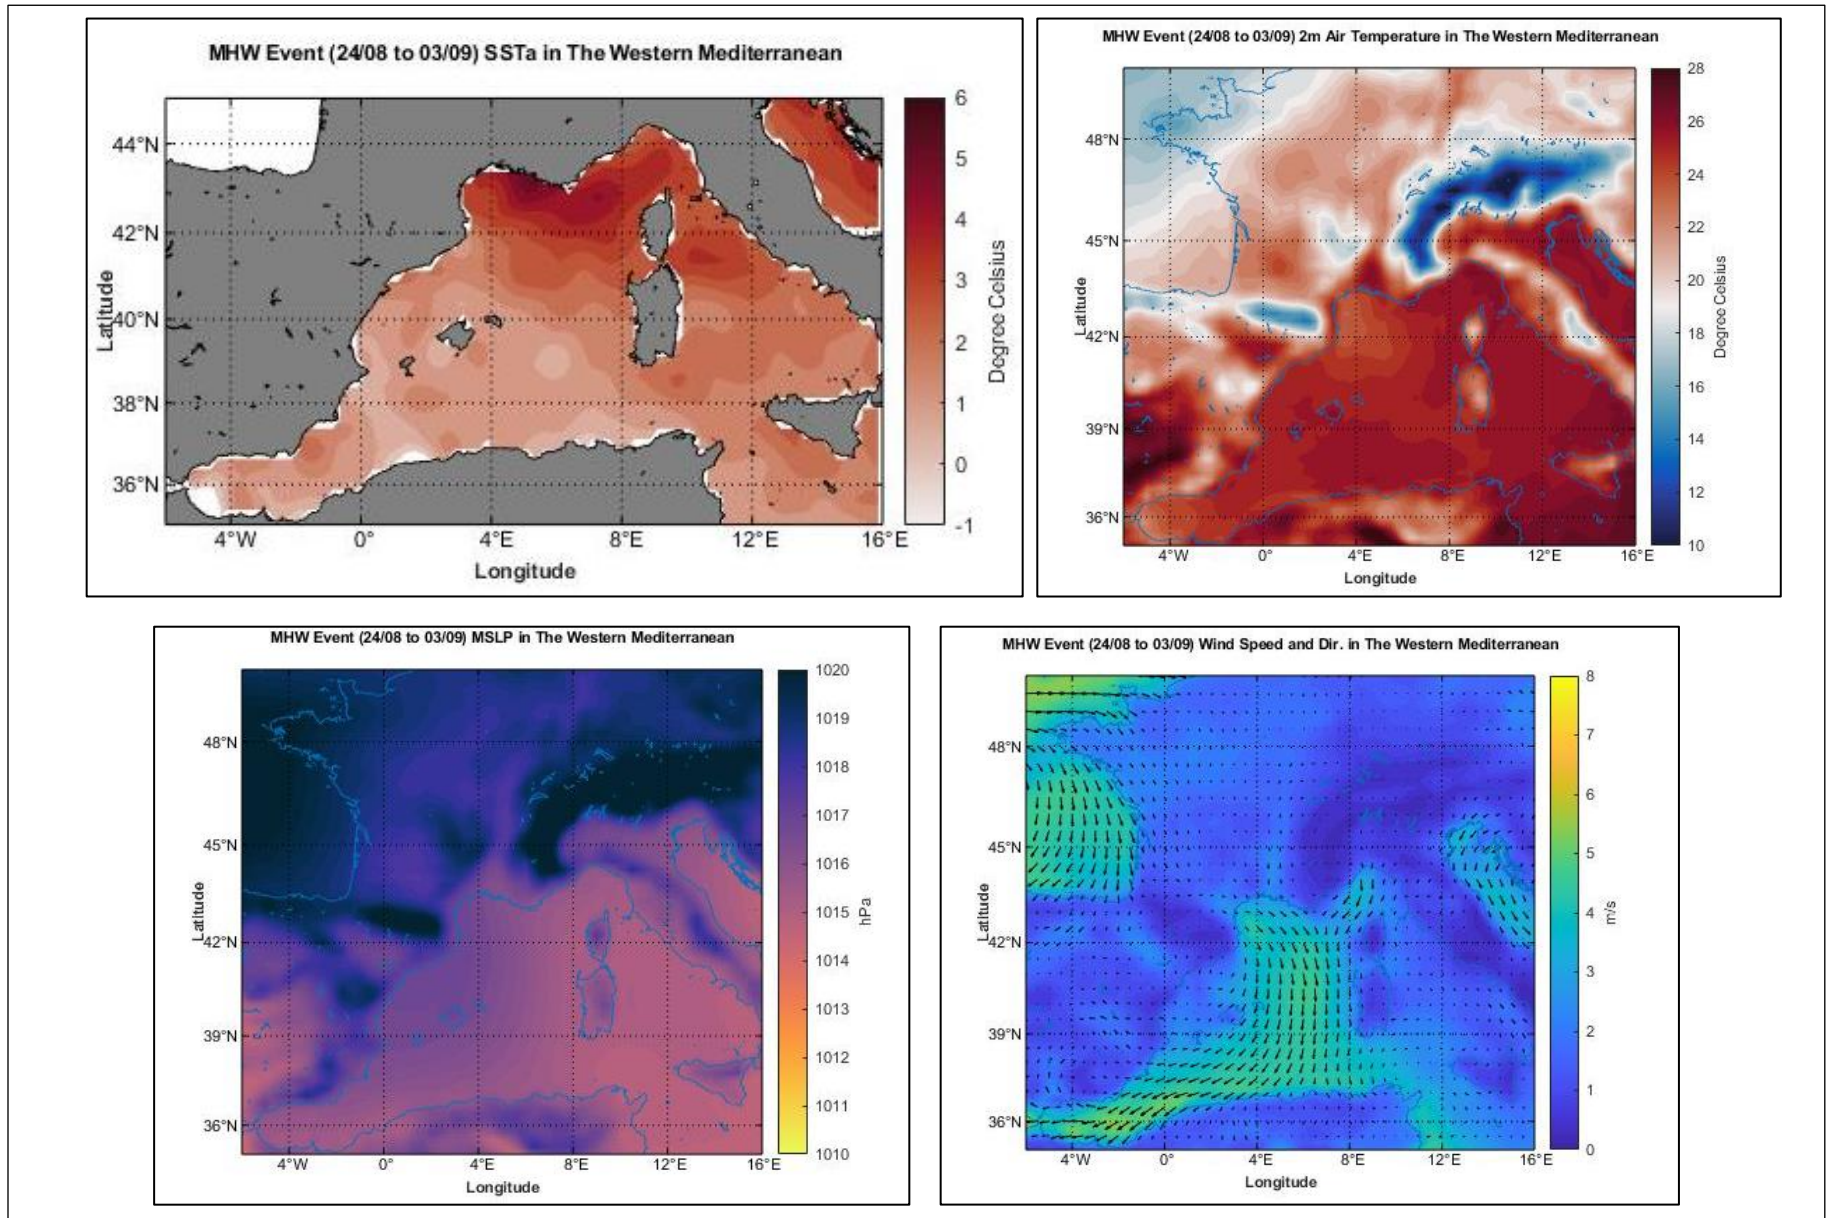 MHW Event (24/08 to 03/09) SSTa in The Western Mediterranean
44°N
42°N
40°N
38°N
36°N
4°W
0°
4°E
8°E
12°E
16°E
Latitude
Longitude
6
5
4
3
2
1
0
-1
Degree Celsius
MHW Event (24/08 to 03/09) 2m Air Temperature in The Western Mediterranean
48°N
45°N
42°N
39°N
36°N
4°W
0°
4°E
8°E
12°E
16°E
Latitude
Longitude
28
26
24
22
20
18
16
14
12
10
Degree Celsius
MHW Event (24/08 to 03/09) MSLP in The Western Mediterranean
48°N
45°N
42°N
39°N
36°N
4°W
0°
4°E
8°E
12°E
16°E
Latitude
Longitude
1020
1019
1018
1017
1016
1015
1014
1013
1012
1011
1010
hPa
MHW Event (24/08 to 03/09) Wind Speed and Dir. in The Western Mediterranean
48°N
45°N
42°N
39°N
36°N
4°W
0°
4°E
8°E
12°E
16°E
Latitude
Longitude
8
7
6
5
4
3
2
1
0
m/s